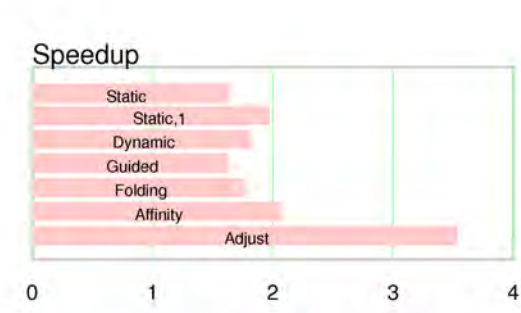 Speedup
Static
Static,1
Dynamic
Guided
Folding
Affinity
Adjust
0 1 2 3 4